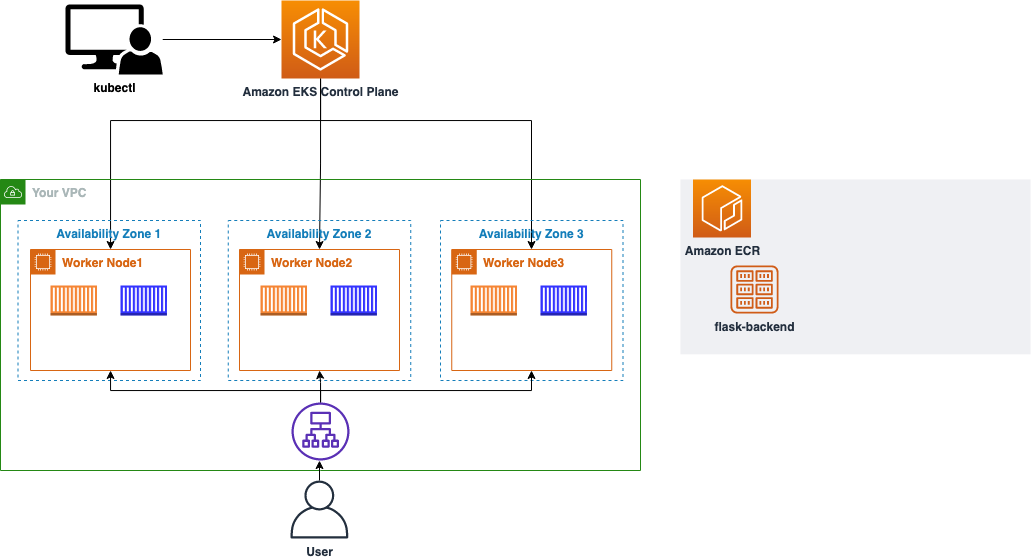 kubectl
Amazon EKS Control Plane
Your VPC
Availability Zone 1
Availability Zone 2
Availability Zone 3
Worker Node1
Worker Node2
Worker Node3
User
Amazon ECR
flask-backend